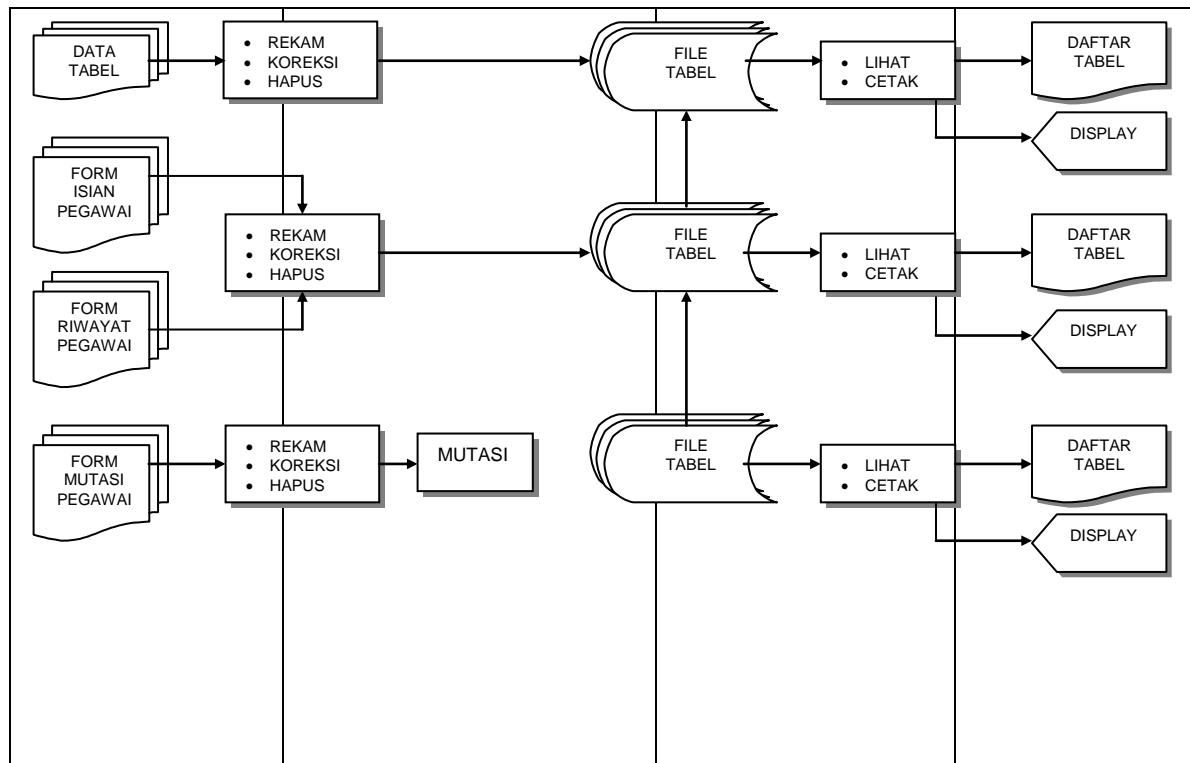 DATA
TABEL
• REKAM
• KOREKSI
• HAPUS
FILE
TABEL
• LIHAT
• CETAK
DAFTAR
TABEL
DISPLAY
FORM
ISIAN
PEGAWAI
• REKAM
• KOREKSI
• HAPUS
FILE
TABEL
• LIHAT
• CETAK
DAFTAR
TABEL
FORM
RIWAYAT
PEGAWAI
DISPLAY
FORM
MUTASI
PEGAWAI
• REKAM
• KOREKSI
• HAPUS
MUTASI
FILE
TABEL
• LIHAT
• CETAK
DAFTAR
TABEL
DISPLAY